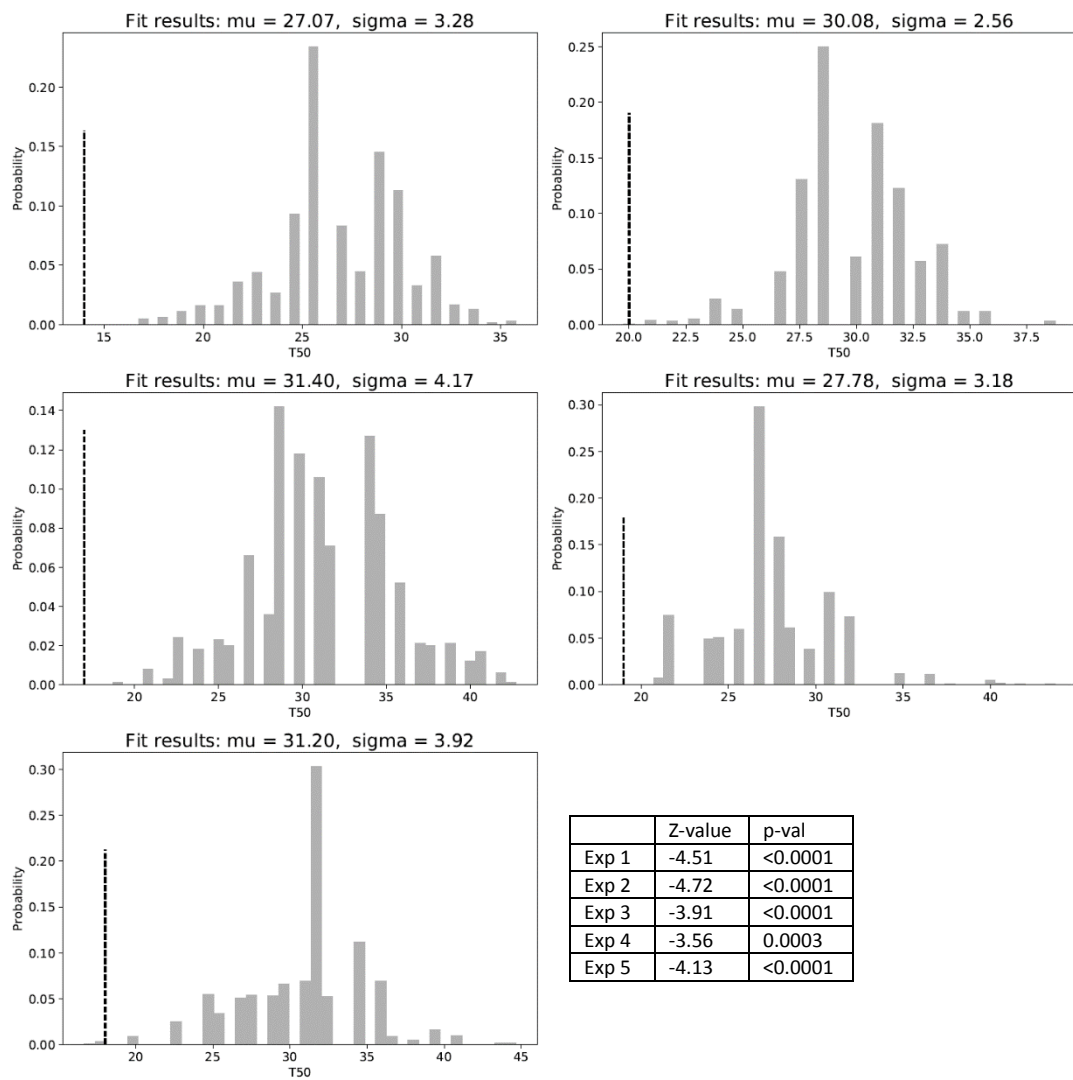 Fit results: mu = 27.07, sigma = 3.28
0.20
0.15
0.10
0.05
0.00
Probability
15 20 25 30 35
T50
Fit results: mu = 30.08, sigma = 2.56
0.25
0.20
0.15
0.10
0.05
0.00
Probability
20.0 22.5 25.0 27.5 30.0 32.5 35.0 37.5
T50
Fit results: mu = 31.40, sigma = 4.17
0.14
0.12
0.10
0.08
0.06
0.04
0.02
0.00
Probability
20 25 30 35 40
T50
Fit results: mu = 27.78, sigma = 3.18
0.30
0.25
0.20
0.15
0.10
0.05
0.00
Probability
20 25 30 35 40
T50
Fit results: mu = 31.20, sigma = 3.92
0.30
0.25
0.20
0.15
0.10
0.05
0.00
Probability
20 25 30 35 40 45
T50
Z-value p-val
Exp 1 -4.51 <0.0001
Exp 2 -4.72 <0.0001
Exp 3 -3.91 <0.0001
Exp 4 -3.56 0.0003
Exp 5 -4.13 <0.0001